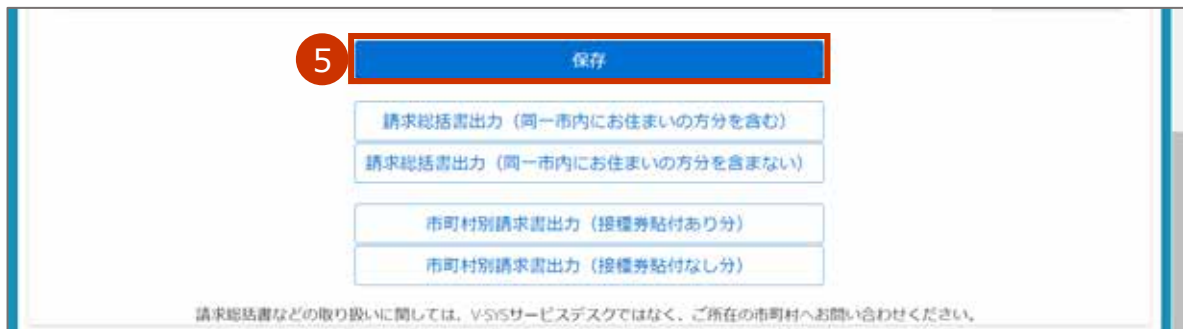 5
保存
請求総括書出力（同一市内にお住まいの方分を含む）
請求総括書出力（同一市内にお住まいの方分を含まない）
市町村別請求書出力（接種券貼付あり分）
市町村別請求書出力（接種券貼付なし分）
請求総括書などの取り扱いに関しては、V-SYSサービスデスクではなく、ご所在の市町村へお問い合わせください。